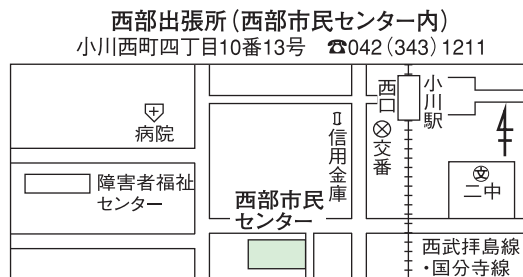 西部出張所(西部市民センター内)
小川西町四丁目10番13号 ☎042(343)1211
西口
小川駅
病院
信用金庫
交番
文
二中
障害者福祉
センター
西部市民
センター
西武拝島線
・国分寺線